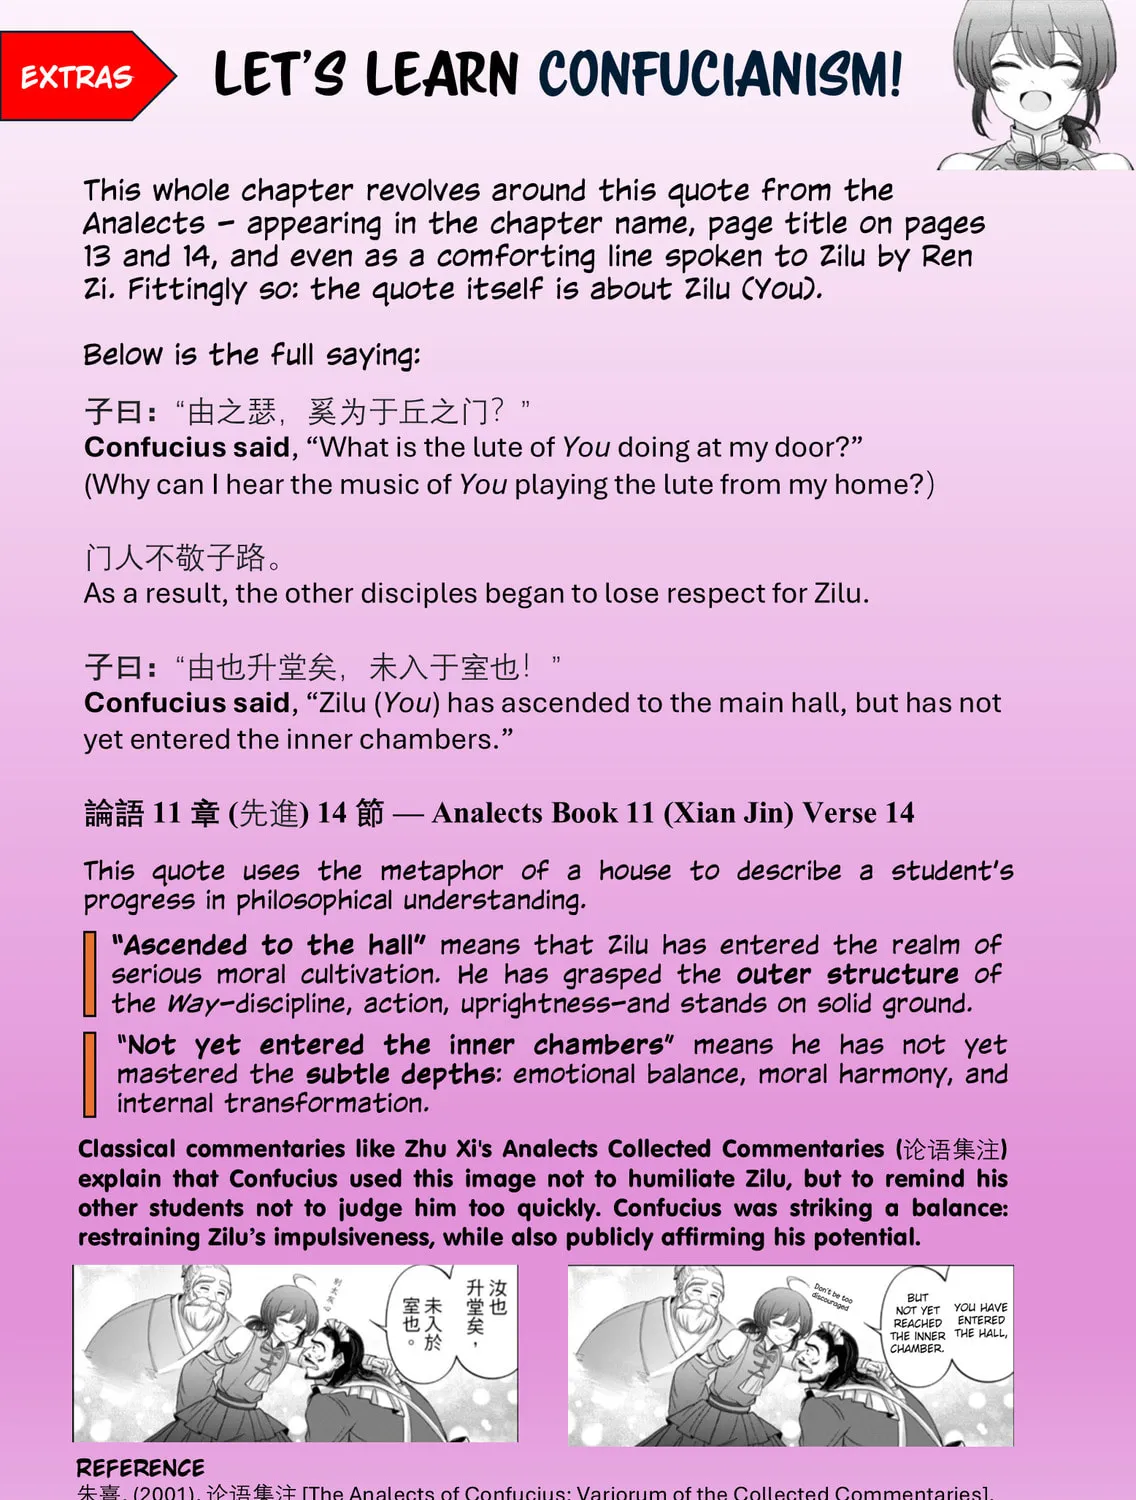 EXTRAS
LET'S LEARN CONFUCIANISM!
This whole chapter revolves around this quote from the
Analects – appearing in the chapter name, page title on pages
13 and 14, and even as a comforting line spoken to Zilu by Ren
Zi. Fittingly so: the quote itself is about Zilu (You).
Below is the full saying:
子曰：“由之瑟，奚为于丘之门？”
Confucius said, “What is the lute of You doing at my door?”
(Why can I hear the music of You playing the lute from my home?)
门人不敬子路。
As a result, the other disciples began to lose respect for Zilu.
子曰：“由也升堂矣，未入于室也！”
Confucius said, “Zilu (You) has ascended to the main hall, but has not
yet entered the inner chambers.”
論語 11 章 (先進) 14 節 — Analects Book 11 (Xian Jin) Verse 14
This quote uses the metaphor of a house to describe a student's
progress in philosophical understanding.
“Ascended to the hall” means that Zilu has entered the realm of
serious moral cultivation. He has grasped the outer structure of
the Way—discipline, action, uprightness—and stands on solid ground.
“Not yet entered the inner chambers” means he has not yet
mastered the subtle depths: emotional balance, moral harmony, and
internal transformation.
Classical commentaries like Zhu Xi's Analects Collected Commentaries (论语集注)
explain that Confucius used this image not to humiliate Zilu, but to remind his
other students not to judge him too quickly. Confucius was striking a balance:
restraining Zilu's impulsiveness, while also publicly affirming his potential.
汝也
升堂矣，
未入於
室也。
別太灰心
YOU HAVE
ENTERED
THE HALL,
BUT
NOT YET
REACHED
THE INNER
CHAMBER.
Don't be too
discouraged
REFERENCE
朱熹. (2001). 论语集注 [The Analects of Confucius: Variorum of the Collected Commentaries].